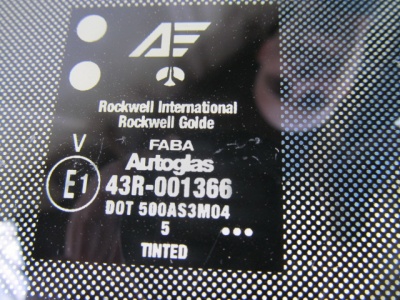 AE
Rockwell International
Rockwell Golde
FABA
Autoglas
V
E1 43R-001366
DOT 500AS3M04
5 ...
TINTED